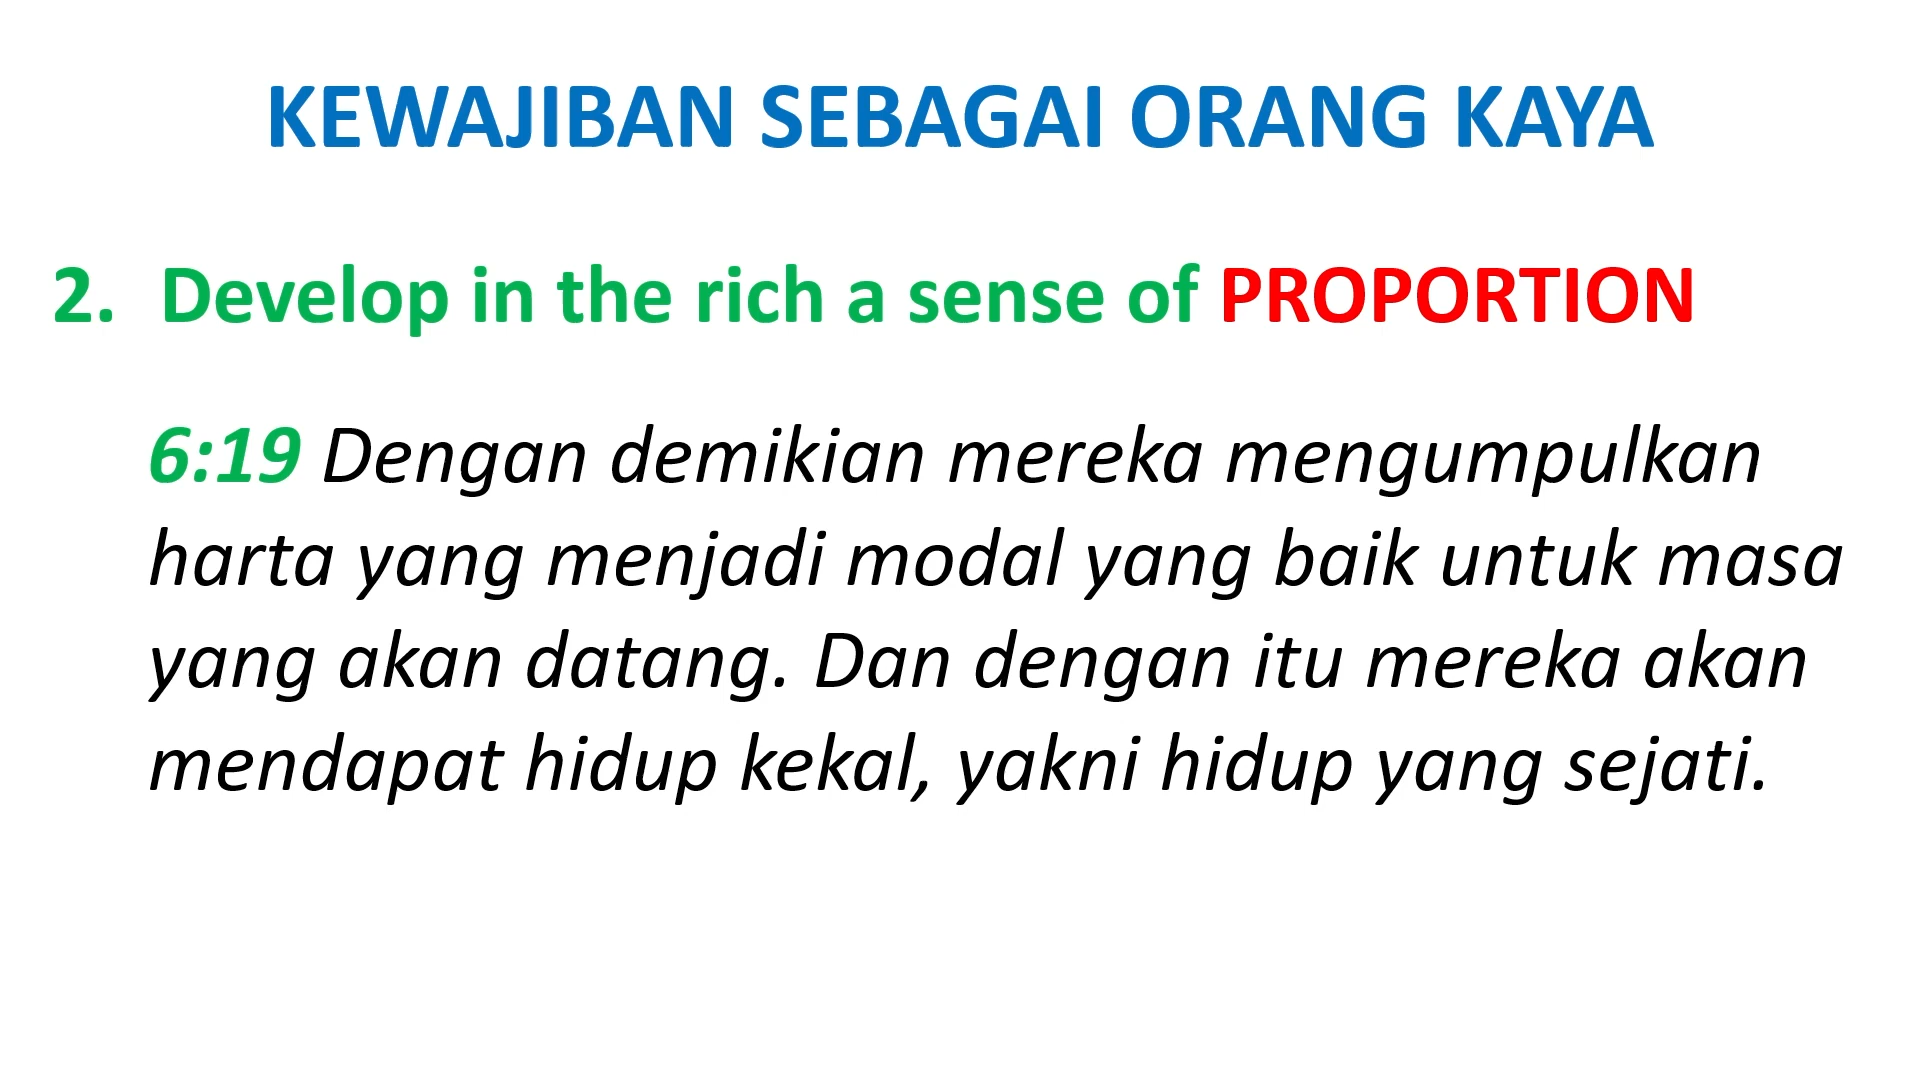 KEWAJIBAN SEBAGAI ORANG KAYA
2. Develop in the rich a sense of PROPORTION
6:19 Dengan demikian mereka mengumpulkan
harta yang menjadi modal yang baik untuk masa
yang akan datang. Dan dengan itu mereka akan
mendapat hidup kekal, yakni hidup yang sejati.